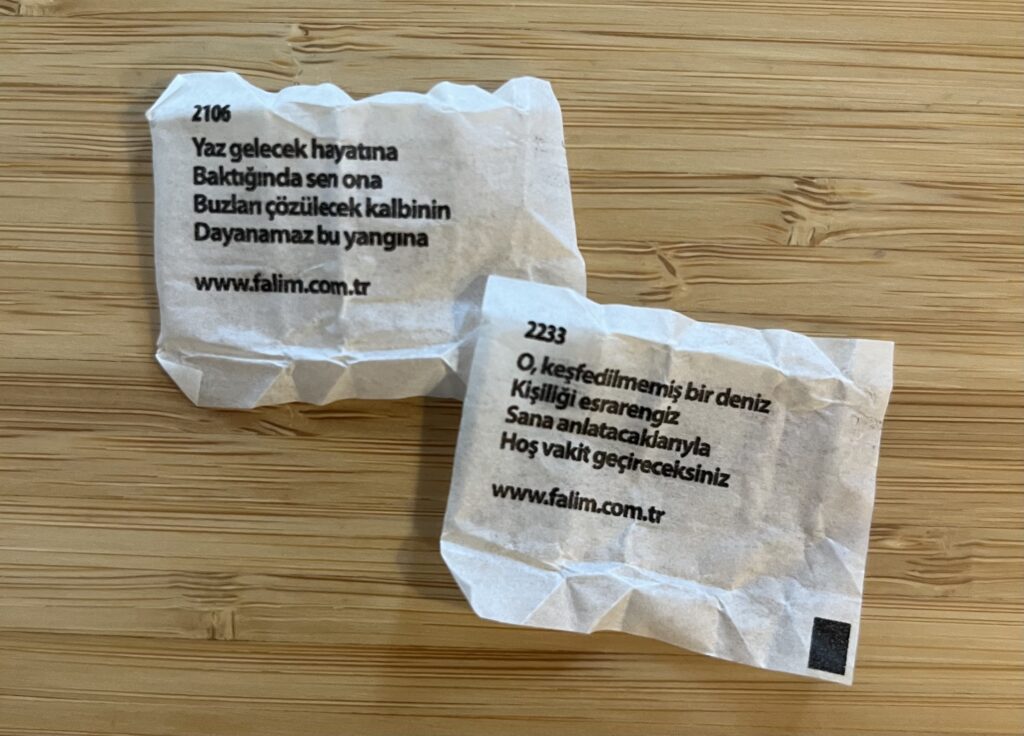 2106
Yaz gelecek hayatına
Baktığında sen ona
Buzları çözülecek kalbinin
Dayanamaz bu yangına
www.falim.com.tr
2233
O, keşfedilmemiş bir deniz
Kişiliği esrarengiz
Sana anlatacaklarıyla
Hoş vakit geçireceksiniz
www.falim.com.tr